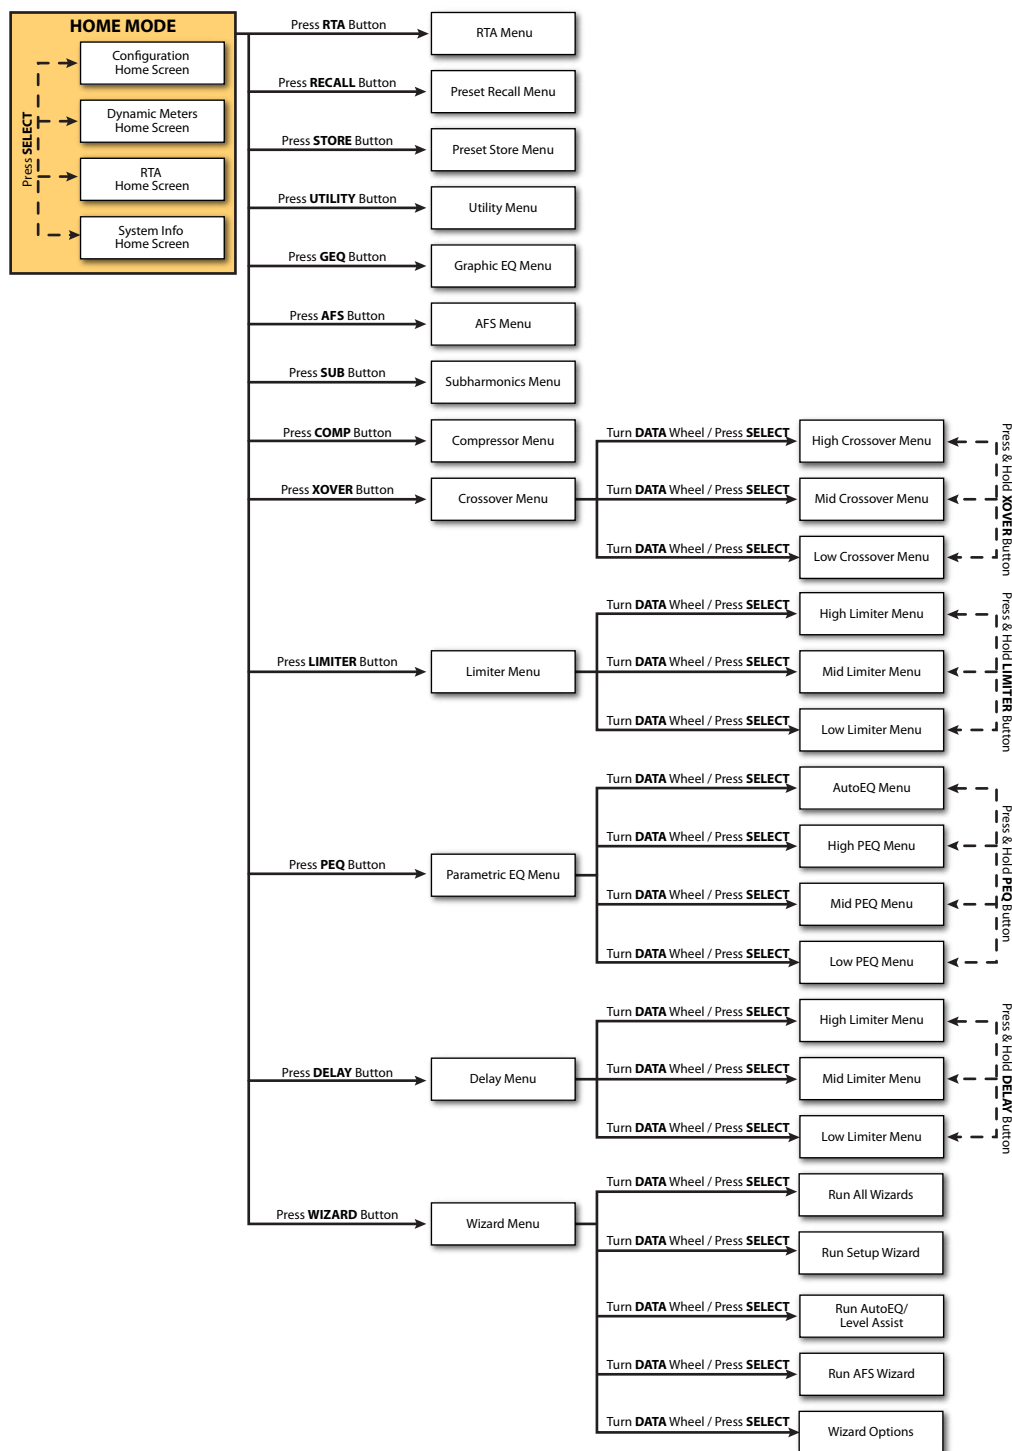 HOME MODE
Configuration
Home Screen
Dynamic Meters
Home Screen
RTA
Home Screen
System Info
Home Screen
Press SELECT
Press RTA Button
RTA Menu
Press RECALL Button
Preset Recall Menu
Press STORE Button
Preset Store Menu
Press UTILITY Button
Utility Menu
Press GEQ Button
Graphic EQ Menu
Press AFS Button
AFS Menu
Press SUB Button
Subharmonics Menu
Press COMP Button
Compressor Menu
Press XOVER Button
Crossover Menu
Turn DATA Wheel / Press SELECT
High Crossover Menu
Turn DATA Wheel / Press SELECT
Mid Crossover Menu
Turn DATA Wheel / Press SELECT
Low Crossover Menu
Press & Hold XOVER Button
Press LIMITER Button
Limiter Menu
Turn DATA Wheel / Press SELECT
High Limiter Menu
Turn DATA Wheel / Press SELECT
Mid Limiter Menu
Turn DATA Wheel / Press SELECT
Low Limiter Menu
Press & Hold LIMITER Button
Press PEQ Button
Parametric EQ Menu
Turn DATA Wheel / Press SELECT
AutoEQ Menu
Turn DATA Wheel / Press SELECT
High PEQ Menu
Turn DATA Wheel / Press SELECT
Mid PEQ Menu
Turn DATA Wheel / Press SELECT
Low PEQ Menu
Press & Hold PEQ Button
Press DELAY Button
Delay Menu
Turn DATA Wheel / Press SELECT
High Limiter Menu
Turn DATA Wheel / Press SELECT
Mid Limiter Menu
Turn DATA Wheel / Press SELECT
Low Limiter Menu
Press & Hold DELAY Button
Press WIZARD Button
Wizard Menu
Turn DATA Wheel / Press SELECT
Run All Wizards
Turn DATA Wheel / Press SELECT
Run Setup Wizard
Turn DATA Wheel / Press SELECT
Run AutoEQ/
Level Assist
Turn DATA Wheel / Press SELECT
Run AFS Wizard
Turn DATA Wheel / Press SELECT
Wizard Options